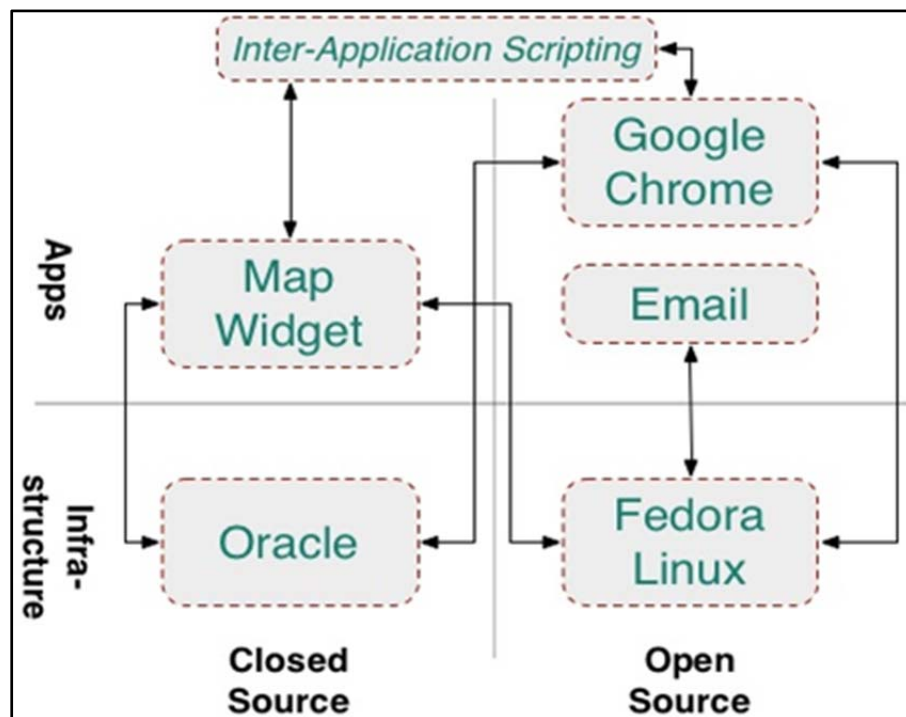 Inter-Application Scripting
Google
Chrome
Apps
Map
Widget
Email
Infra-
structure
Oracle
Fedora
Linux
Closed
Source
Open
Source